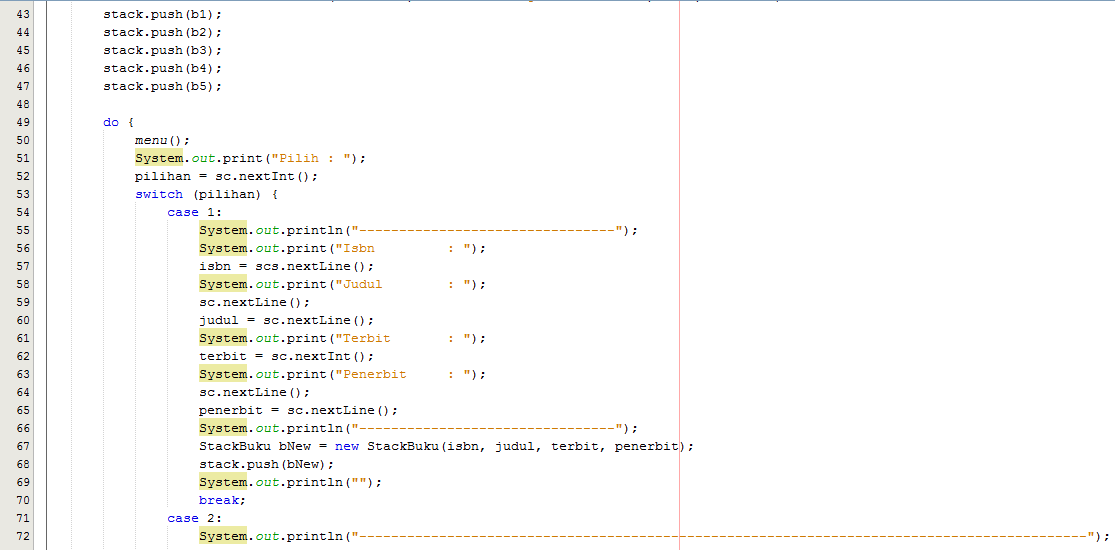 43 stack.push(b1);
44 stack.push(b2);
45 stack.push(b3);
46 stack.push(b4);
47 stack.push(b5);
48
49 do {
50 menu();
51 System.out.print("Pilih : ");
52 pilihan = sc.nextInt();
53 switch (pilihan) {
54 case 1:
55 System.out.println("--------------------------------");
56 System.out.print("Isbn         : ");
57 isbn = scs.nextLine();
58 System.out.print("Judul        : ");
59 sc.nextLine();
60 judul = sc.nextLine();
61 System.out.print("Terbit       : ");
62 terbit = sc.nextInt();
63 System.out.print("Penerbit     : ");
64 sc.nextLine();
65 penerbit = sc.nextLine();
66 System.out.println("--------------------------------");
67 StackBuku bNew = new StackBuku(isbn, judul, terbit, penerbit);
68 stack.push(bNew);
69 System.out.println("");
70 break;
71 case 2:
72 System.out.println("-------------------------------------------------------------------------------------------");